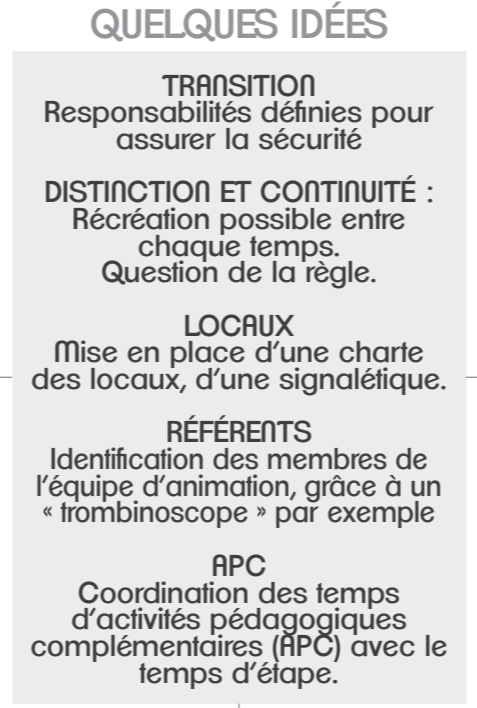 QUELQUES IDÉES
TRANSITION
Responsabilités définies pour
assurer la sécurité
DISTINCTION ET CONTINUITÉ :
Récréation possible entre
chaque temps.
Question de la règle.
LOCAUX
Mise en place d’une charte
des locaux, d’une signalétique.
RÉFÉRENTS
Identification des membres de
l’équipe d’animation, grâce à un
« trombinoscope » par exemple
APC
Coordination des temps
d’activités pédagogiques
complémentaires (APC) avec le
temps d’étape.